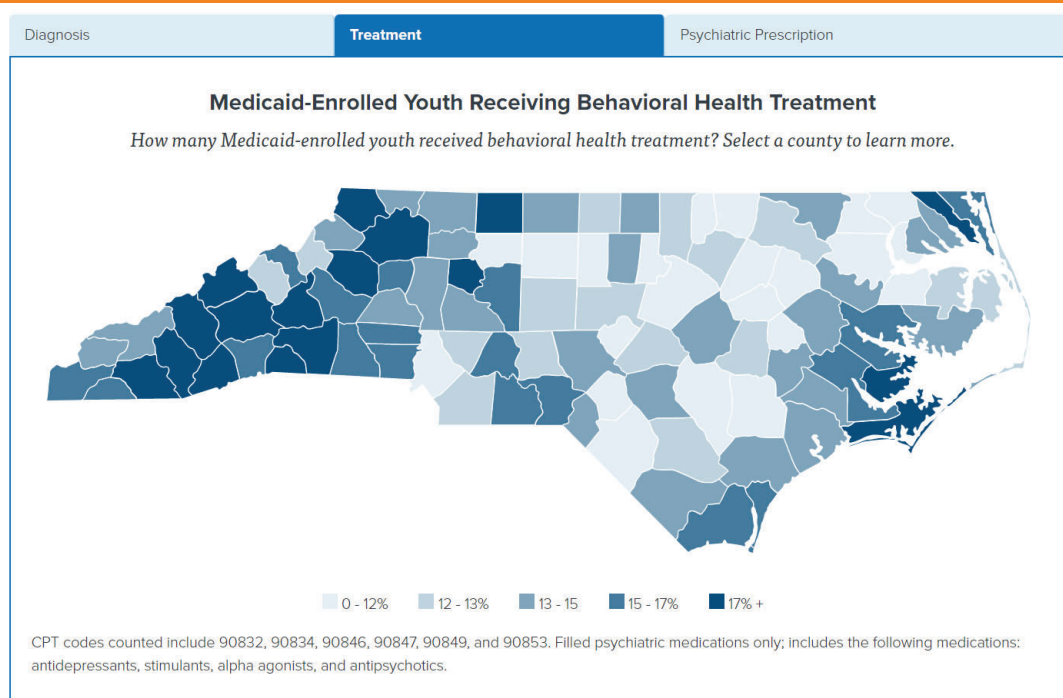 Diagnosis
Treatment
Psychiatric Prescription
Medicaid-Enrolled Youth Receiving Behavioral Health Treatment
How many Medicaid-enrolled youth received behavioral health treatment? Select a county to learn more.
0 - 12%
12 - 13%
13 - 15
15 - 17%
17% +
CPT codes counted include 90832, 90834, 90846, 90847, 90849, and 90853. Filled psychiatric medications only; includes the following medications:
antidepressants, stimulants, alpha agonists, and antipsychotics.